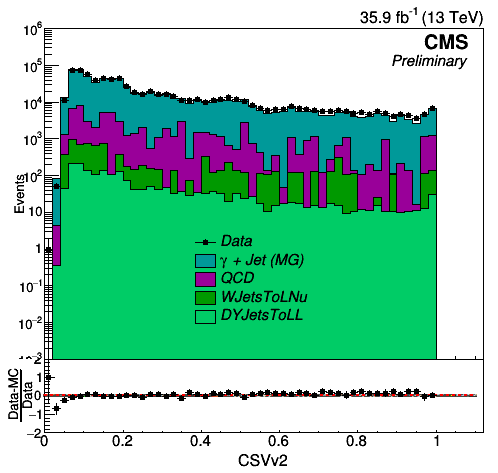 35.9 fb⁻¹ (13 TeV)
CMS
Preliminary
10⁶
10⁵
10⁴
10³
10²
10
1
10⁻¹
10⁻²
Events
Data
γ + Jet (MG)
QCD
WJetsToLNu
DYJetsToLL
2
1
0
−1
−2
Data-MC
Data
0 0.2 0.4 0.6 0.8 1
CSVv2